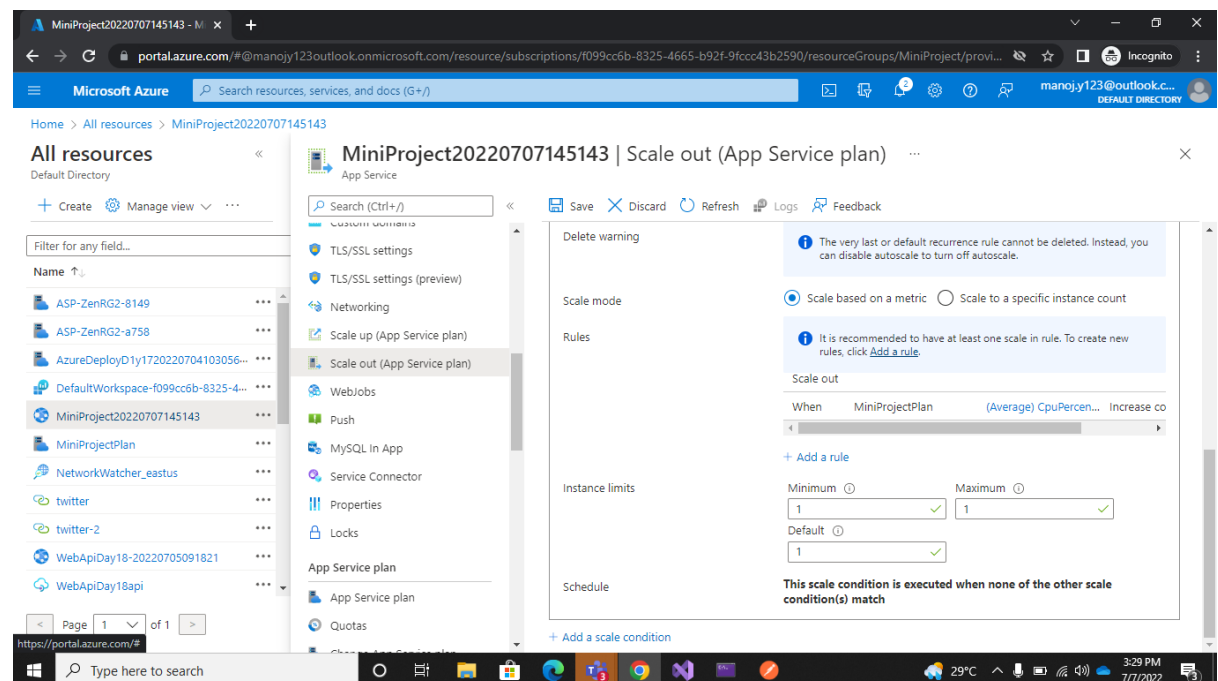 MiniProject20220707145143 - M
portal.azure.com/#@manojy123outlook.onmicrosoft.com/resource/subscriptions/f099cc6b-8325-4665-b92f-9fccc43b2590/resourceGroups/MiniProject/provi...
Incognito
Microsoft Azure
Search resources, services, and docs (G+/)
2
manoj.y123@outlook.c...
DEFAULT DIRECTORY
Home > All resources > MiniProject20220707145143
All resources
Default Directory
+ Create Manage view ...
Filter for any field...
Name ↑↓
ASP-ZenRG2-8149 ...
ASP-ZenRG2-a758 ...
AzureDeployD1y1720220704103056... ...
DefaultWorkspace-f099cc6b-8325-4... ...
MiniProject20220707145143 ...
MiniProjectPlan ...
NetworkWatcher_eastus ...
twitter ...
twitter-2 ...
WebApiDay18-20220705091821 ...
WebApiDay18api ...
< Page 1 of 1 >
https://portal.azure.com/#
MiniProject20220707145143 | Scale out (App Service plan) ...
App Service
Search (Ctrl+/)
Custom domains
TLS/SSL settings
TLS/SSL settings (preview)
Networking
Scale up (App Service plan)
Scale out (App Service plan)
WebJobs
Push
MySQL In App
Service Connector
Properties
Locks
App Service plan
App Service plan
Quotas
Change App Service plan
Save Discard Refresh Logs Feedback
Delete warning
The very last or default recurrence rule cannot be deleted. Instead, you
can disable autoscale to turn off autoscale.
Scale mode
Scale based on a metric Scale to a specific instance count
Rules
It is recommended to have at least one scale in rule. To create new
rules, click Add a rule.
Scale out
When MiniProjectPlan (Average) CpuPercen... Increase co
+ Add a rule
Instance limits
Minimum Maximum
1 1
Default
1
Schedule
This scale condition is executed when none of the other scale
condition(s) match
+ Add a scale condition
Type here to search
3
29°C
3:29 PM
7/7/2022
3